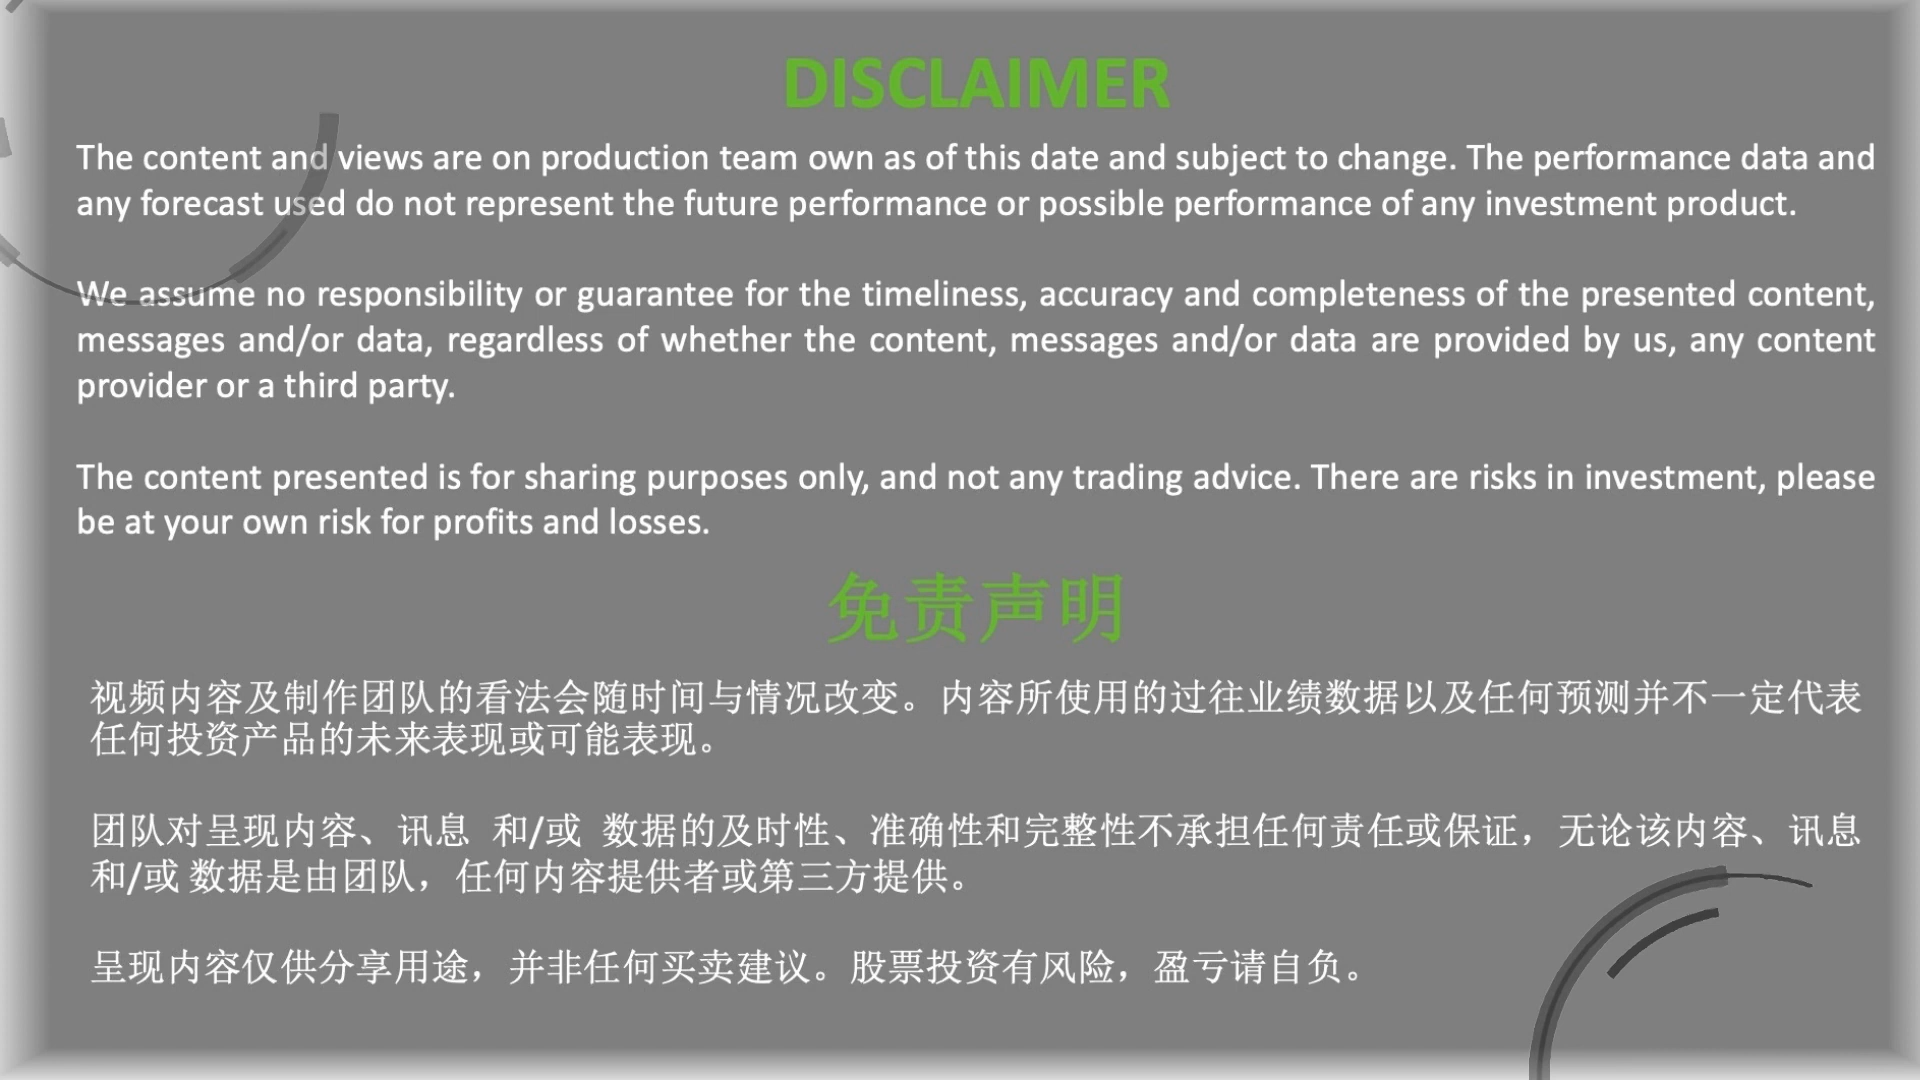 DISCLAIMER
The content and views are on production team own as of this date and subject to change. The performance data and
any forecast used do not represent the future performance or possible performance of any investment product.
We assume no responsibility or guarantee for the timeliness, accuracy and completeness of the presented content,
messages and/or data, regardless of whether the content, messages and/or data are provided by us, any content
provider or a third party.
The content presented is for sharing purposes only, and not any trading advice. There are risks in investment, please
be at your own risk for profits and losses.
免责声明
视频内容及制作团队的看法会随时间与情况改变。内容所使用的过往业绩数据以及任何预测并不一定代表
任何投资产品的未来表现或可能表现。
团队对呈现内容、讯息 和/或 数据的及时性、准确性和完整性不承担任何责任或保证，无论该内容、讯息
和/或 数据是由团队，任何内容提供者或第三方提供。
呈现内容仅供分享用途，并非任何买卖建议。股票投资有风险，盈亏请自负。